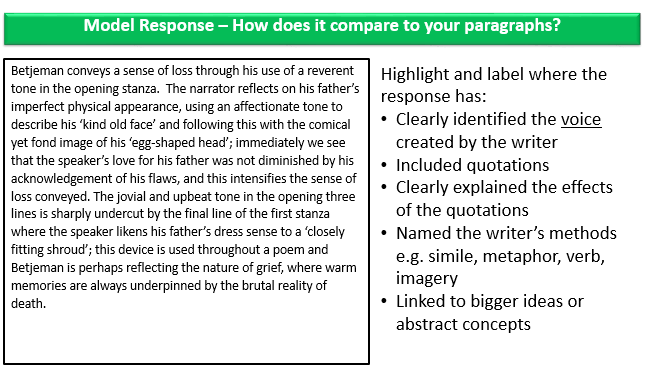 Model Response – How does it compare to your paragraphs?
Betjeman conveys a sense of loss through his use of a reverent
tone in the opening stanza.  The narrator reflects on his father’s
imperfect physical appearance, using an affectionate tone to
describe his ‘kind old face’ and following this with the comical
yet fond image of his ‘egg-shaped head’; immediately we see
that the speaker’s love for his father was not diminished by his
acknowledgement of his flaws, and this intensifies the sense of
loss conveyed. The jovial and upbeat tone in the opening three
lines is sharply undercut by the final line of the first stanza
where the speaker likens his father’s dress sense to a ‘closely
fitting shroud’; this device is used throughout a poem and
Betjeman is perhaps reflecting the nature of grief, where warm
memories are always underpinned by the brutal reality of
death.
Highlight and label where the
response has:
• Clearly identified the voice
created by the writer
• Included quotations
• Clearly explained the effects
of the quotations
• Named the writer’s methods
e.g. simile, metaphor, verb,
imagery
• Linked to bigger ideas or
abstract concepts